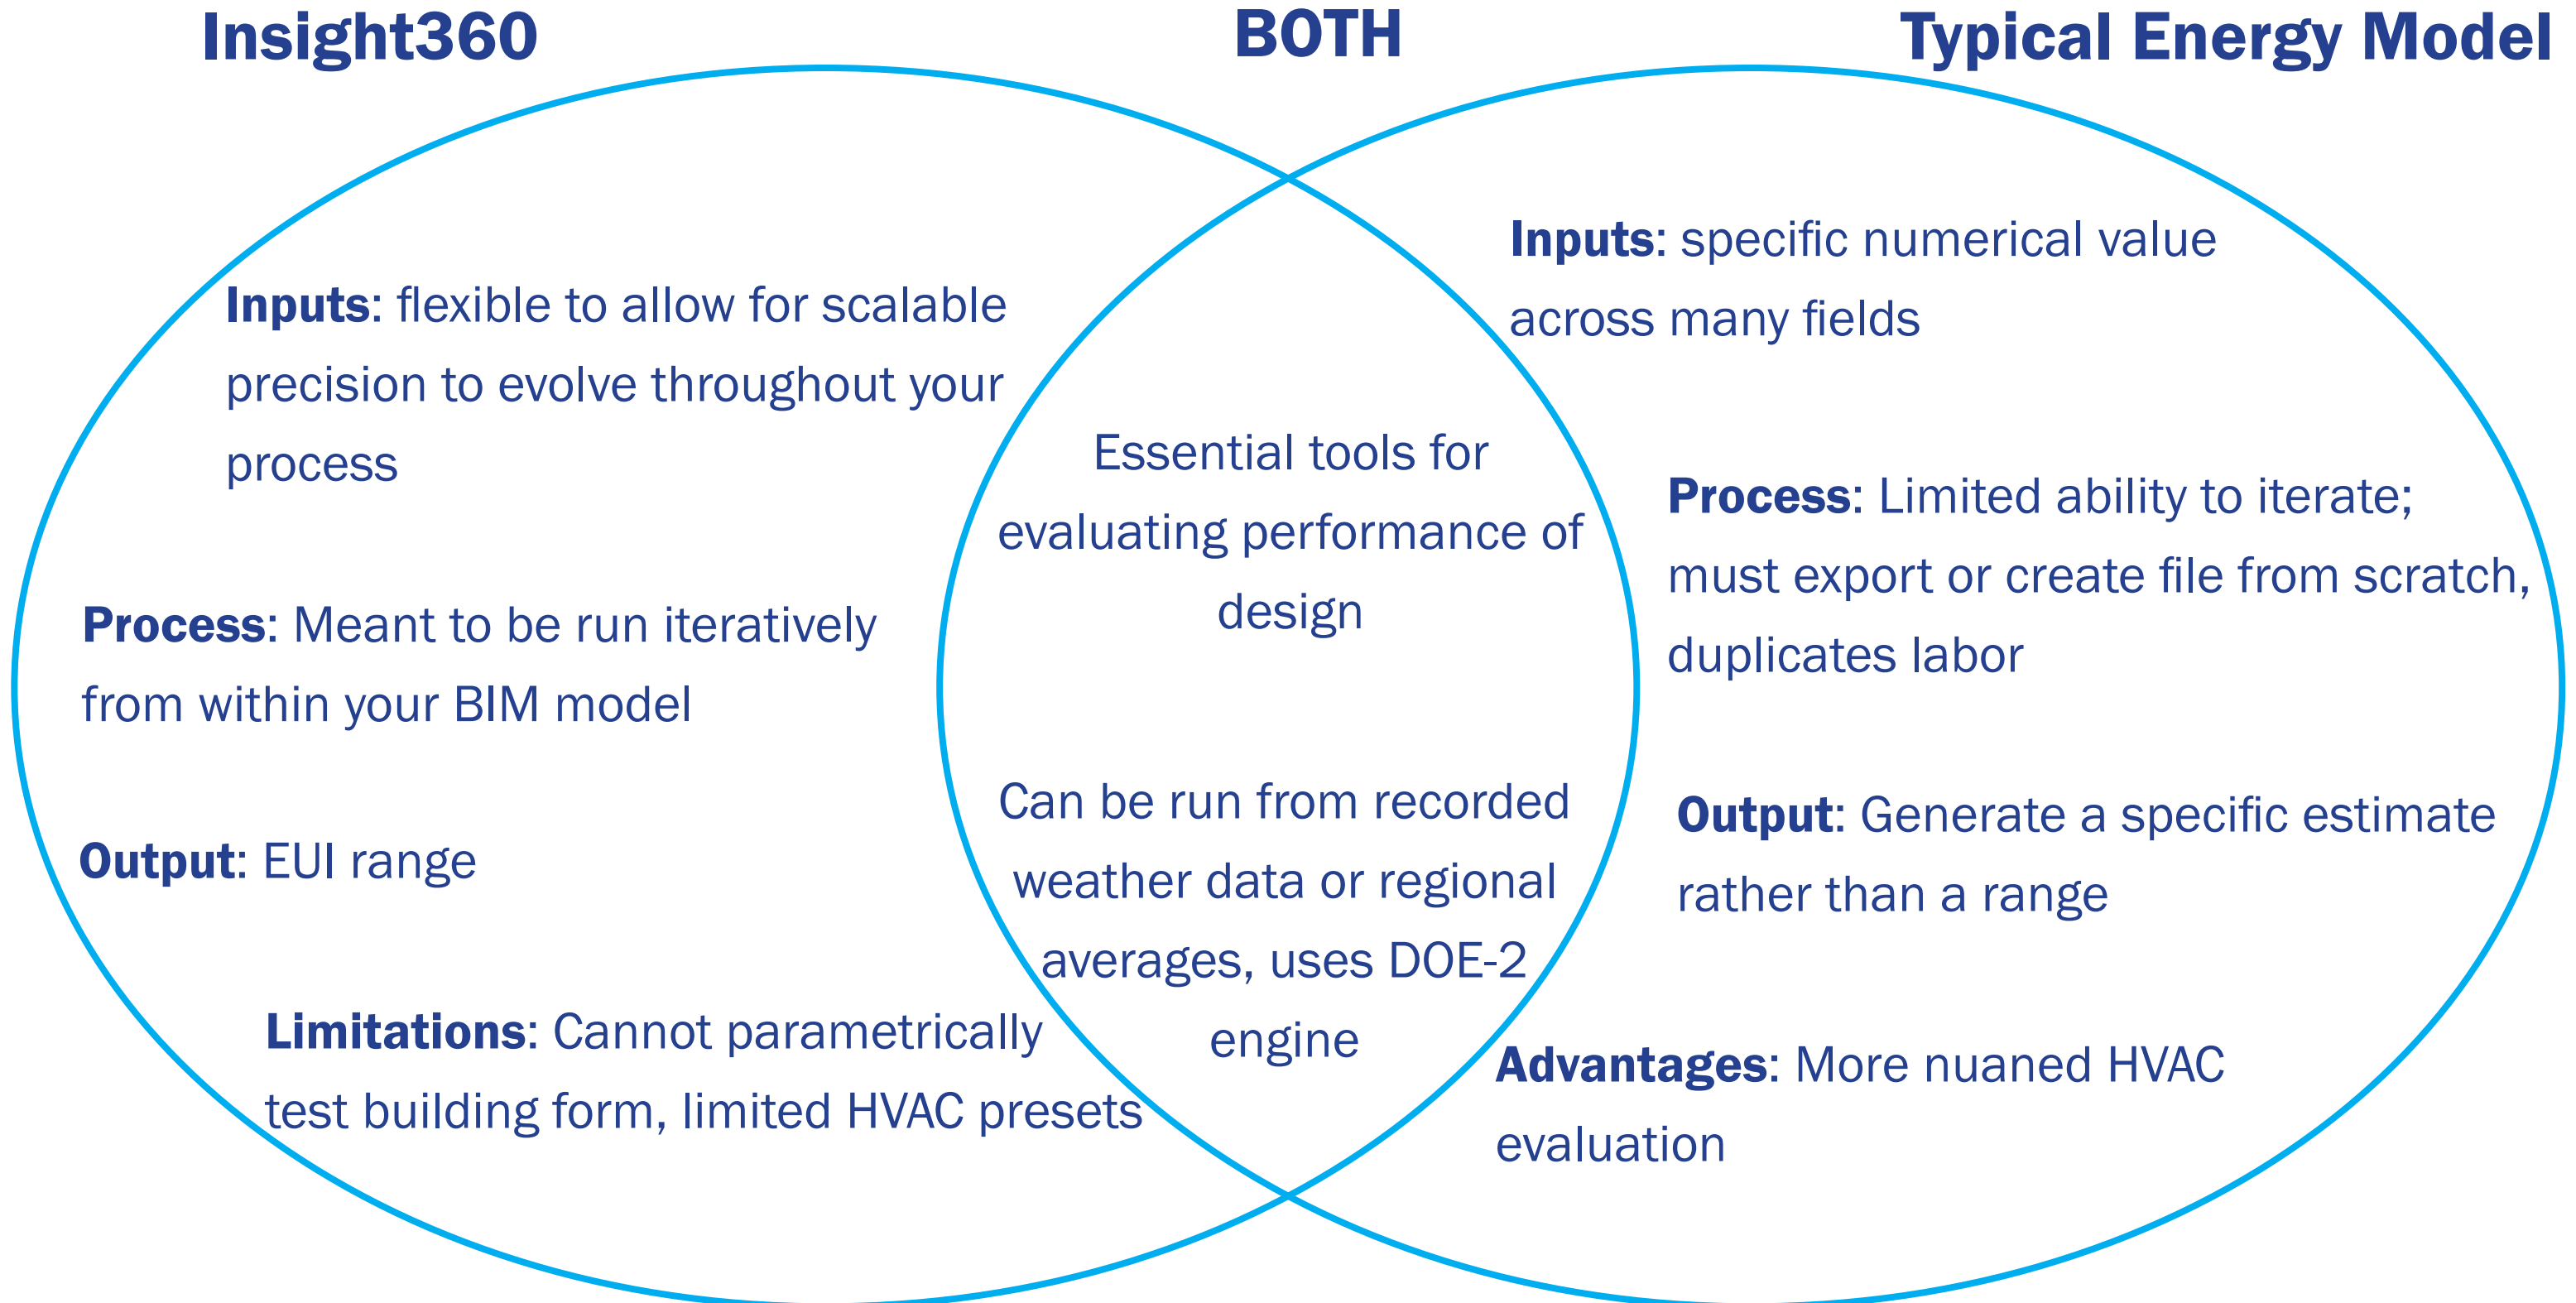 Insight360
BOTH
Typical Energy Model
Inputs: flexible to allow for scalable
precision to evolve throughout your
process
Process: Meant to be run iteratively
from within your BIM model
Output: EUI range
Limitations: Cannot parametrically
test building form, limited HVAC presets
Essential tools for
evaluating performance of
design
Can be run from recorded
weather data or regional
averages, uses DOE-2
engine
Inputs: specific numerical value
across many fields
Process: Limited ability to iterate;
must export or create file from scratch,
duplicates labor
Output: Generate a specific estimate
rather than a range
Advantages: More nuaned HVAC
evaluation